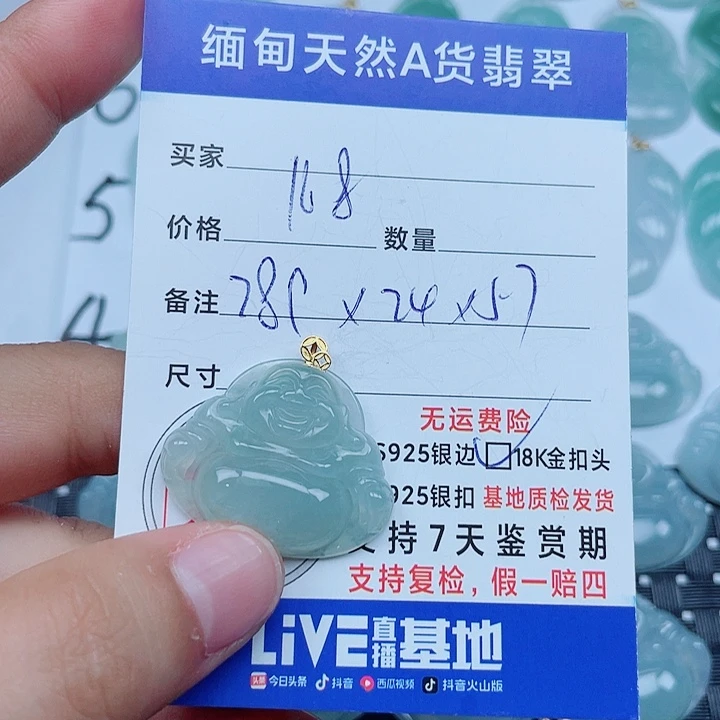 缅甸天然A货翡翠
6
5
4
买家
168
价格 数量
备注
尺寸
无运费险
S925银边 18K金扣头
925银扣 基地质检发货
支持7天鉴赏期
支持复检,假一赔四
LiVE直播基地
头条 今日头条 抖音 西瓜视频 抖音火山版